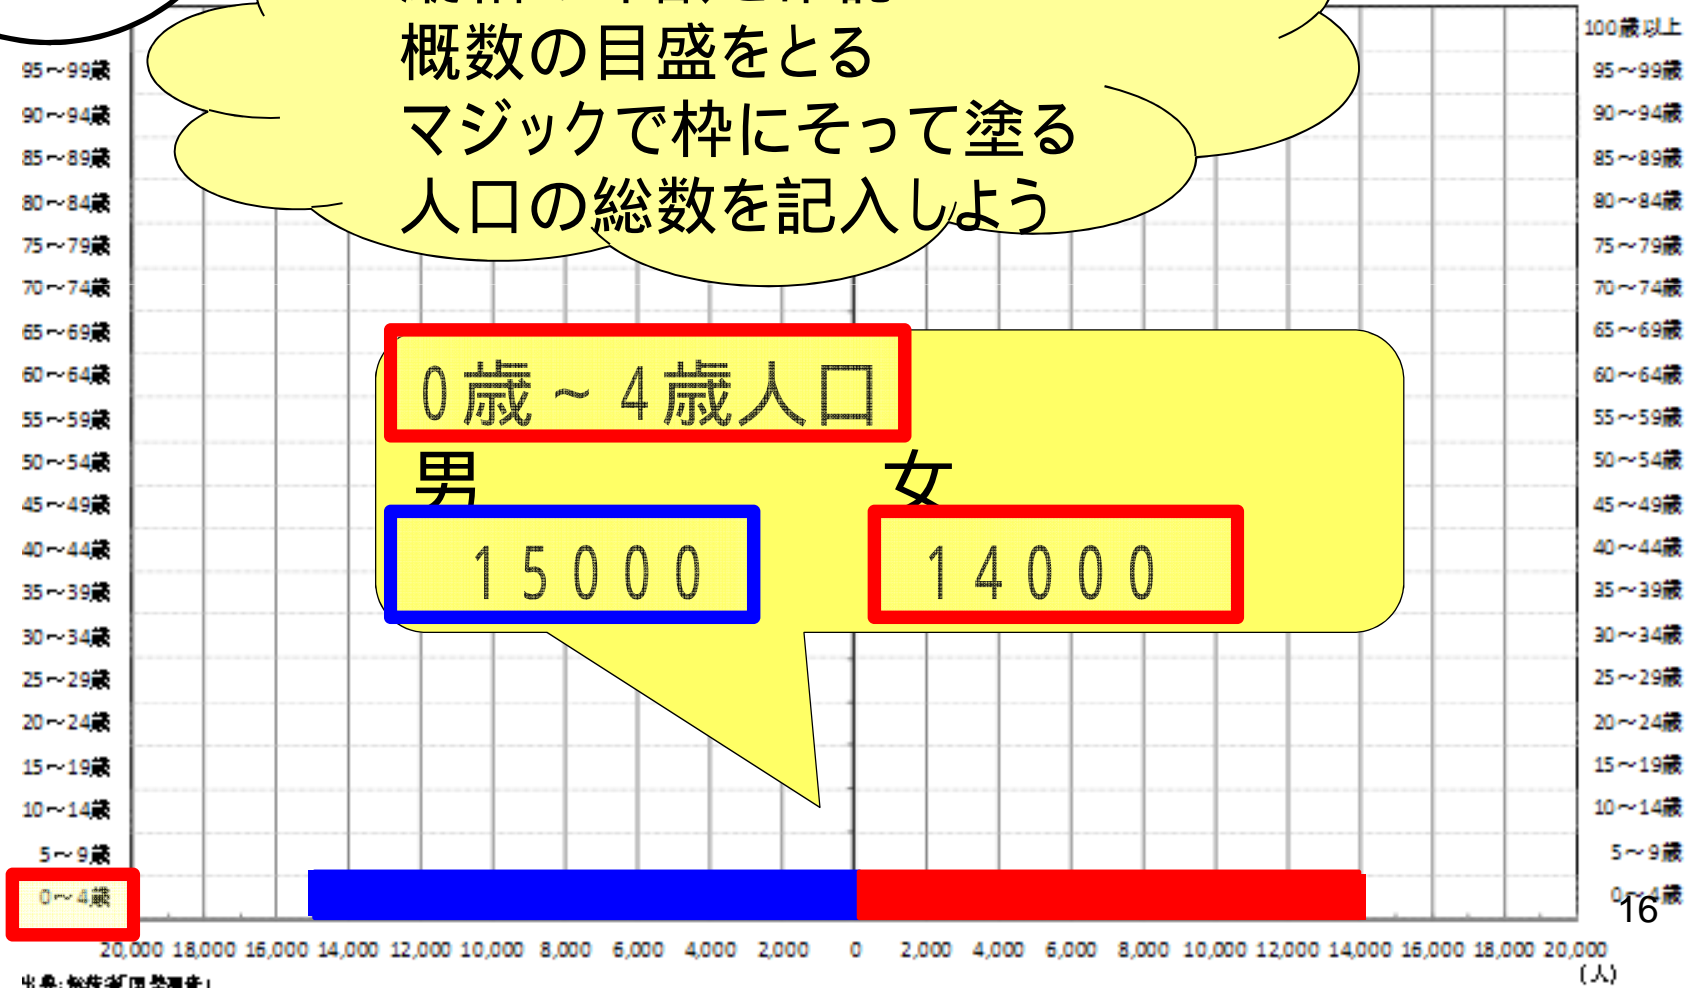 概数の目盛をとる
マジックで枠にそって塗る
人口の総数を記入しよう
100歳以上
95～99歳 95～99歳
90～94歳 90～94歳
85～89歳 85～89歳
80～84歳 80～84歳
75～79歳 75～79歳
70～74歳 70～74歳
65～69歳 65～69歳
60～64歳 60～64歳
55～59歳 55～59歳
50～54歳 50～54歳
45～49歳 45～49歳
40～44歳 40～44歳
35～39歳 35～39歳
30～34歳 30～34歳
25～29歳 25～29歳
20～24歳 20～24歳
15～19歳 15～19歳
10～14歳 10～14歳
5～9歳 5～9歳
0～4歳 0～4歳
0歳～4歳人口
男 女
15000 14000
16
20,000 18,000 16,000 14,000 12,000 10,000 8,000 6,000 4,000 2,000 0 2,000 4,000 6,000 8,000 10,000 12,000 14,000 16,000 18,000 20,000
(人)
出典:総務省「国勢調査」